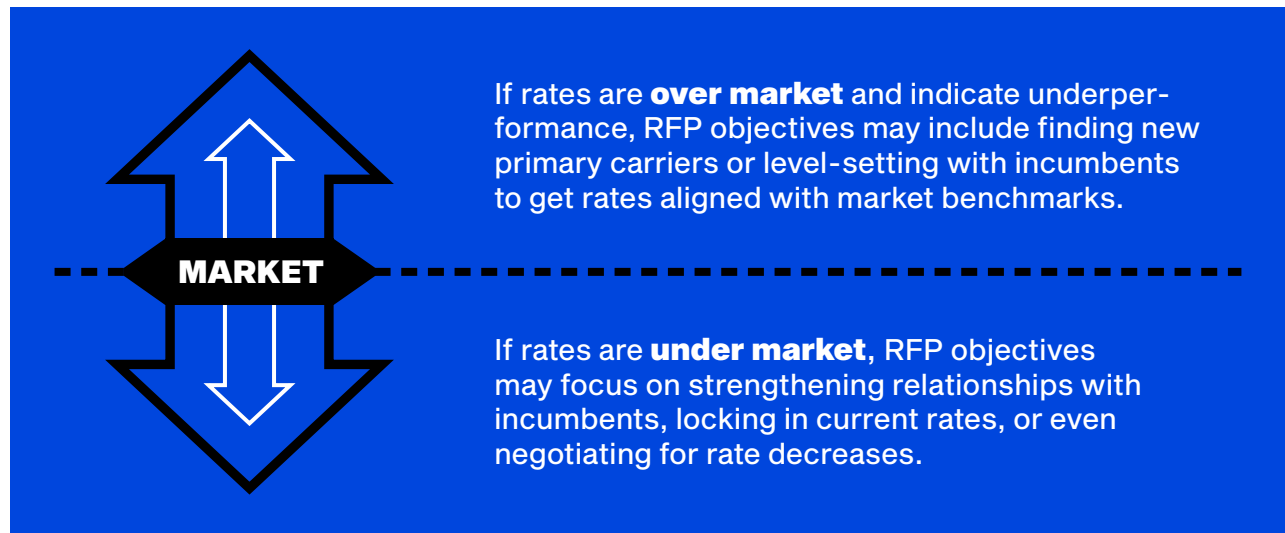 If rates are over market and indicate underper-
formance, RFP objectives may include finding new
primary carriers or level-setting with incumbents
to get rates aligned with market benchmarks.
MARKET
If rates are under market, RFP objectives
may focus on strengthening relationships with
incumbents, locking in current rates, or even
negotiating for rate decreases.